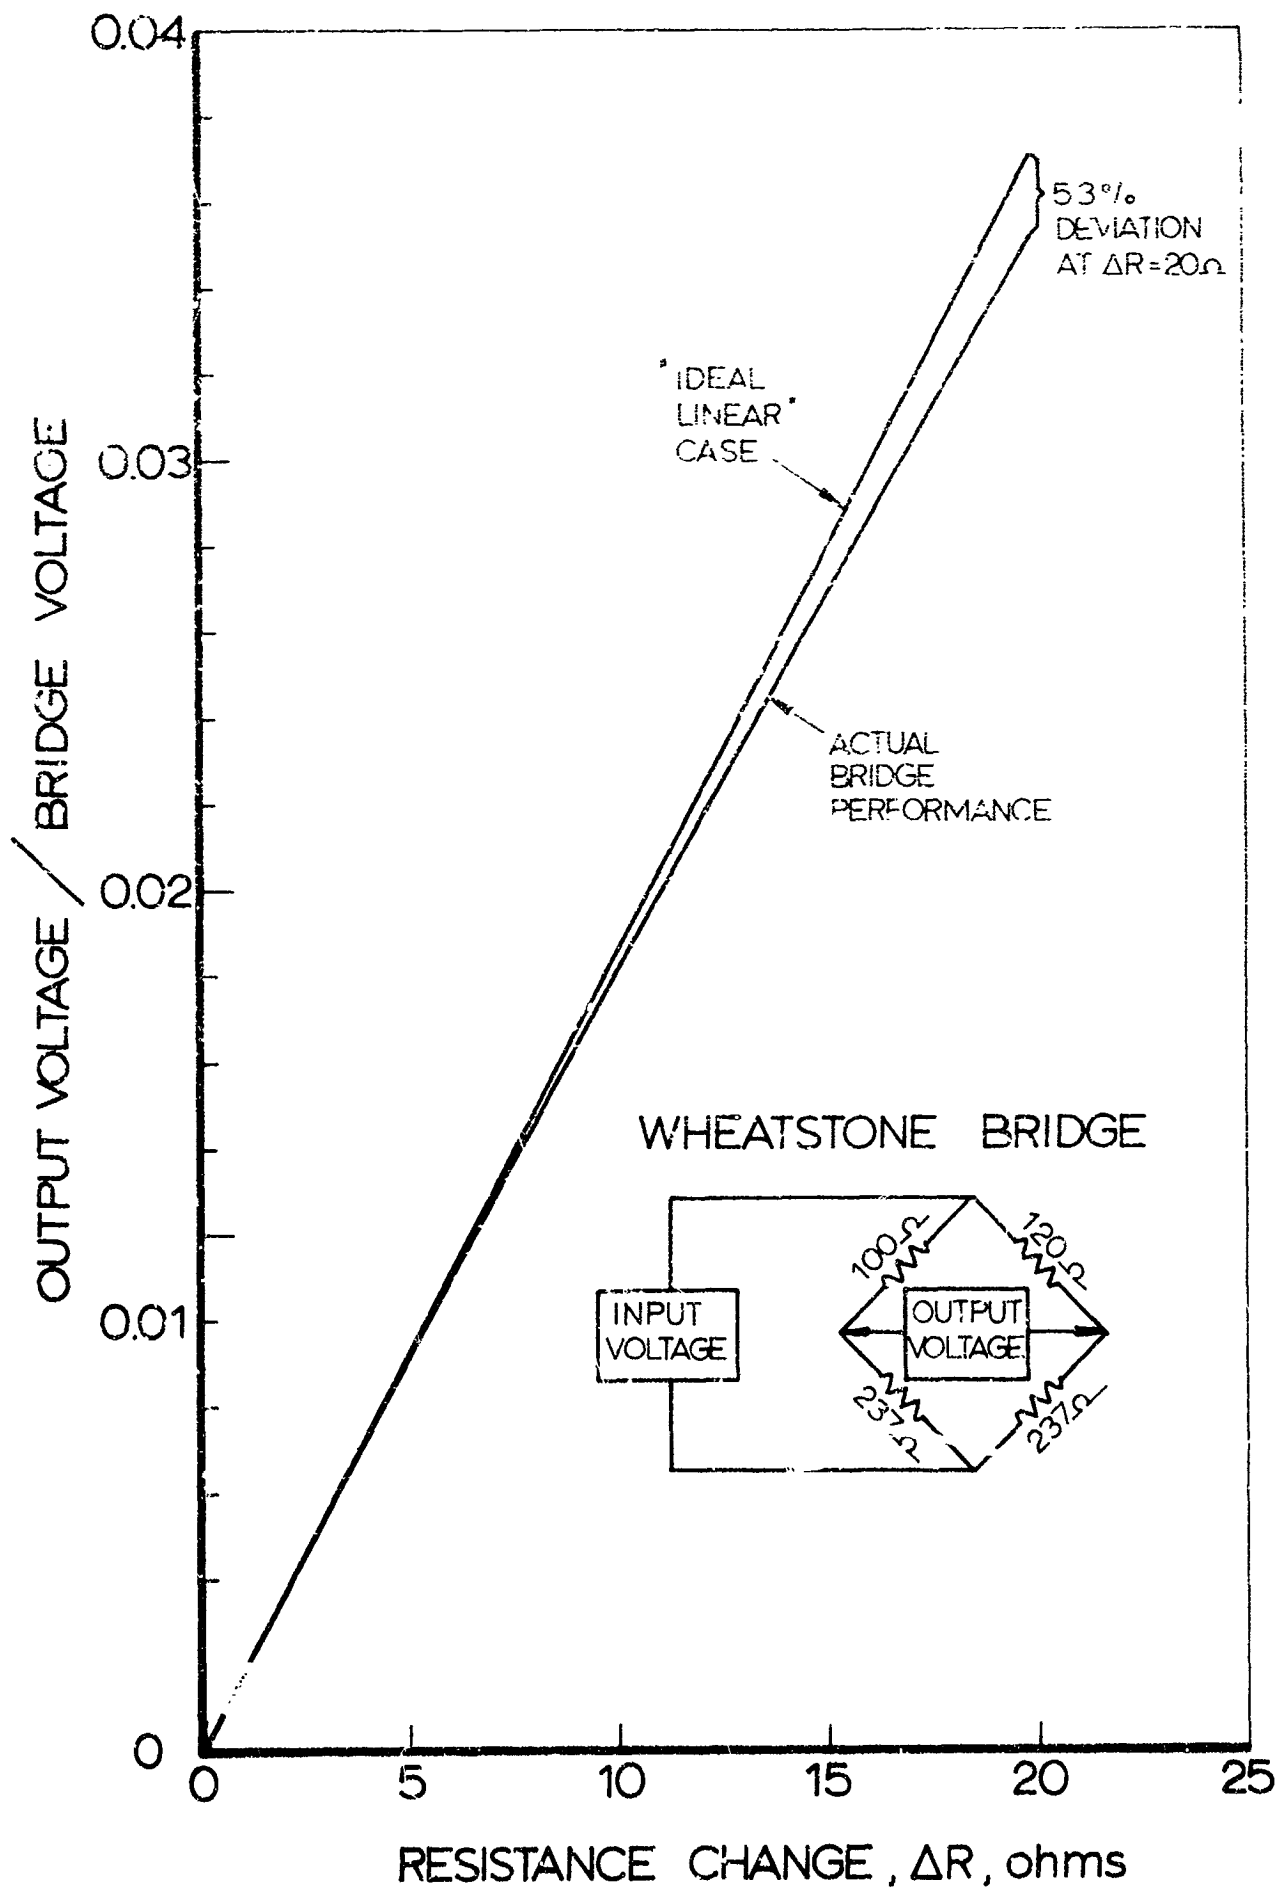 0.04
53%
DEVIATION
AT ΔR=20Ω
"IDEAL
LINEAR"
CASE
0.03
OUTPUT VOLTAGE / BRIDGE VOLTAGE
ACTUAL
BRIDGE
PERFORMANCE
0.02
WHEATSTONE BRIDGE
100Ω
120Ω
INPUT
VOLTAGE
OUTPUT
VOLTAGE
237Ω
237Ω
0.01
0
0 5 10 15 20 25
RESISTANCE CHANGE, ΔR, ohms